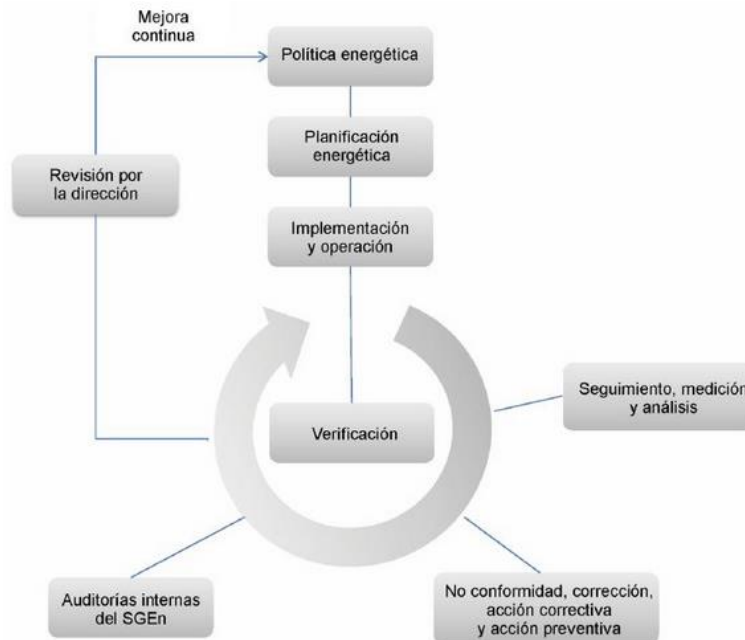 Mejora
continua
Política energética
Planificación
energética
Revisión por
la dirección
Implementación
y operación
Seguimiento, medición
y análisis
Verificación
Auditorías internas
del SGEn
No conformidad, corrección,
acción correctiva
y acción preventiva